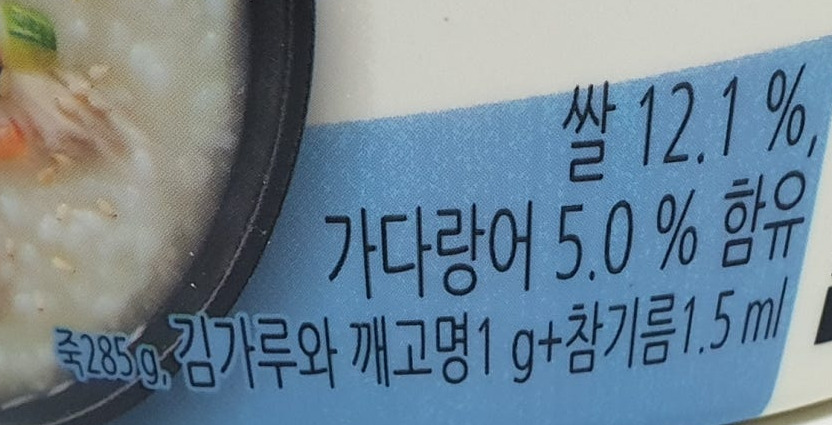 쌀 12.1 %,
가다랑어 5.0 % 함유
죽285g, 김가루와 깨고명1 g+참기름1.5 ml